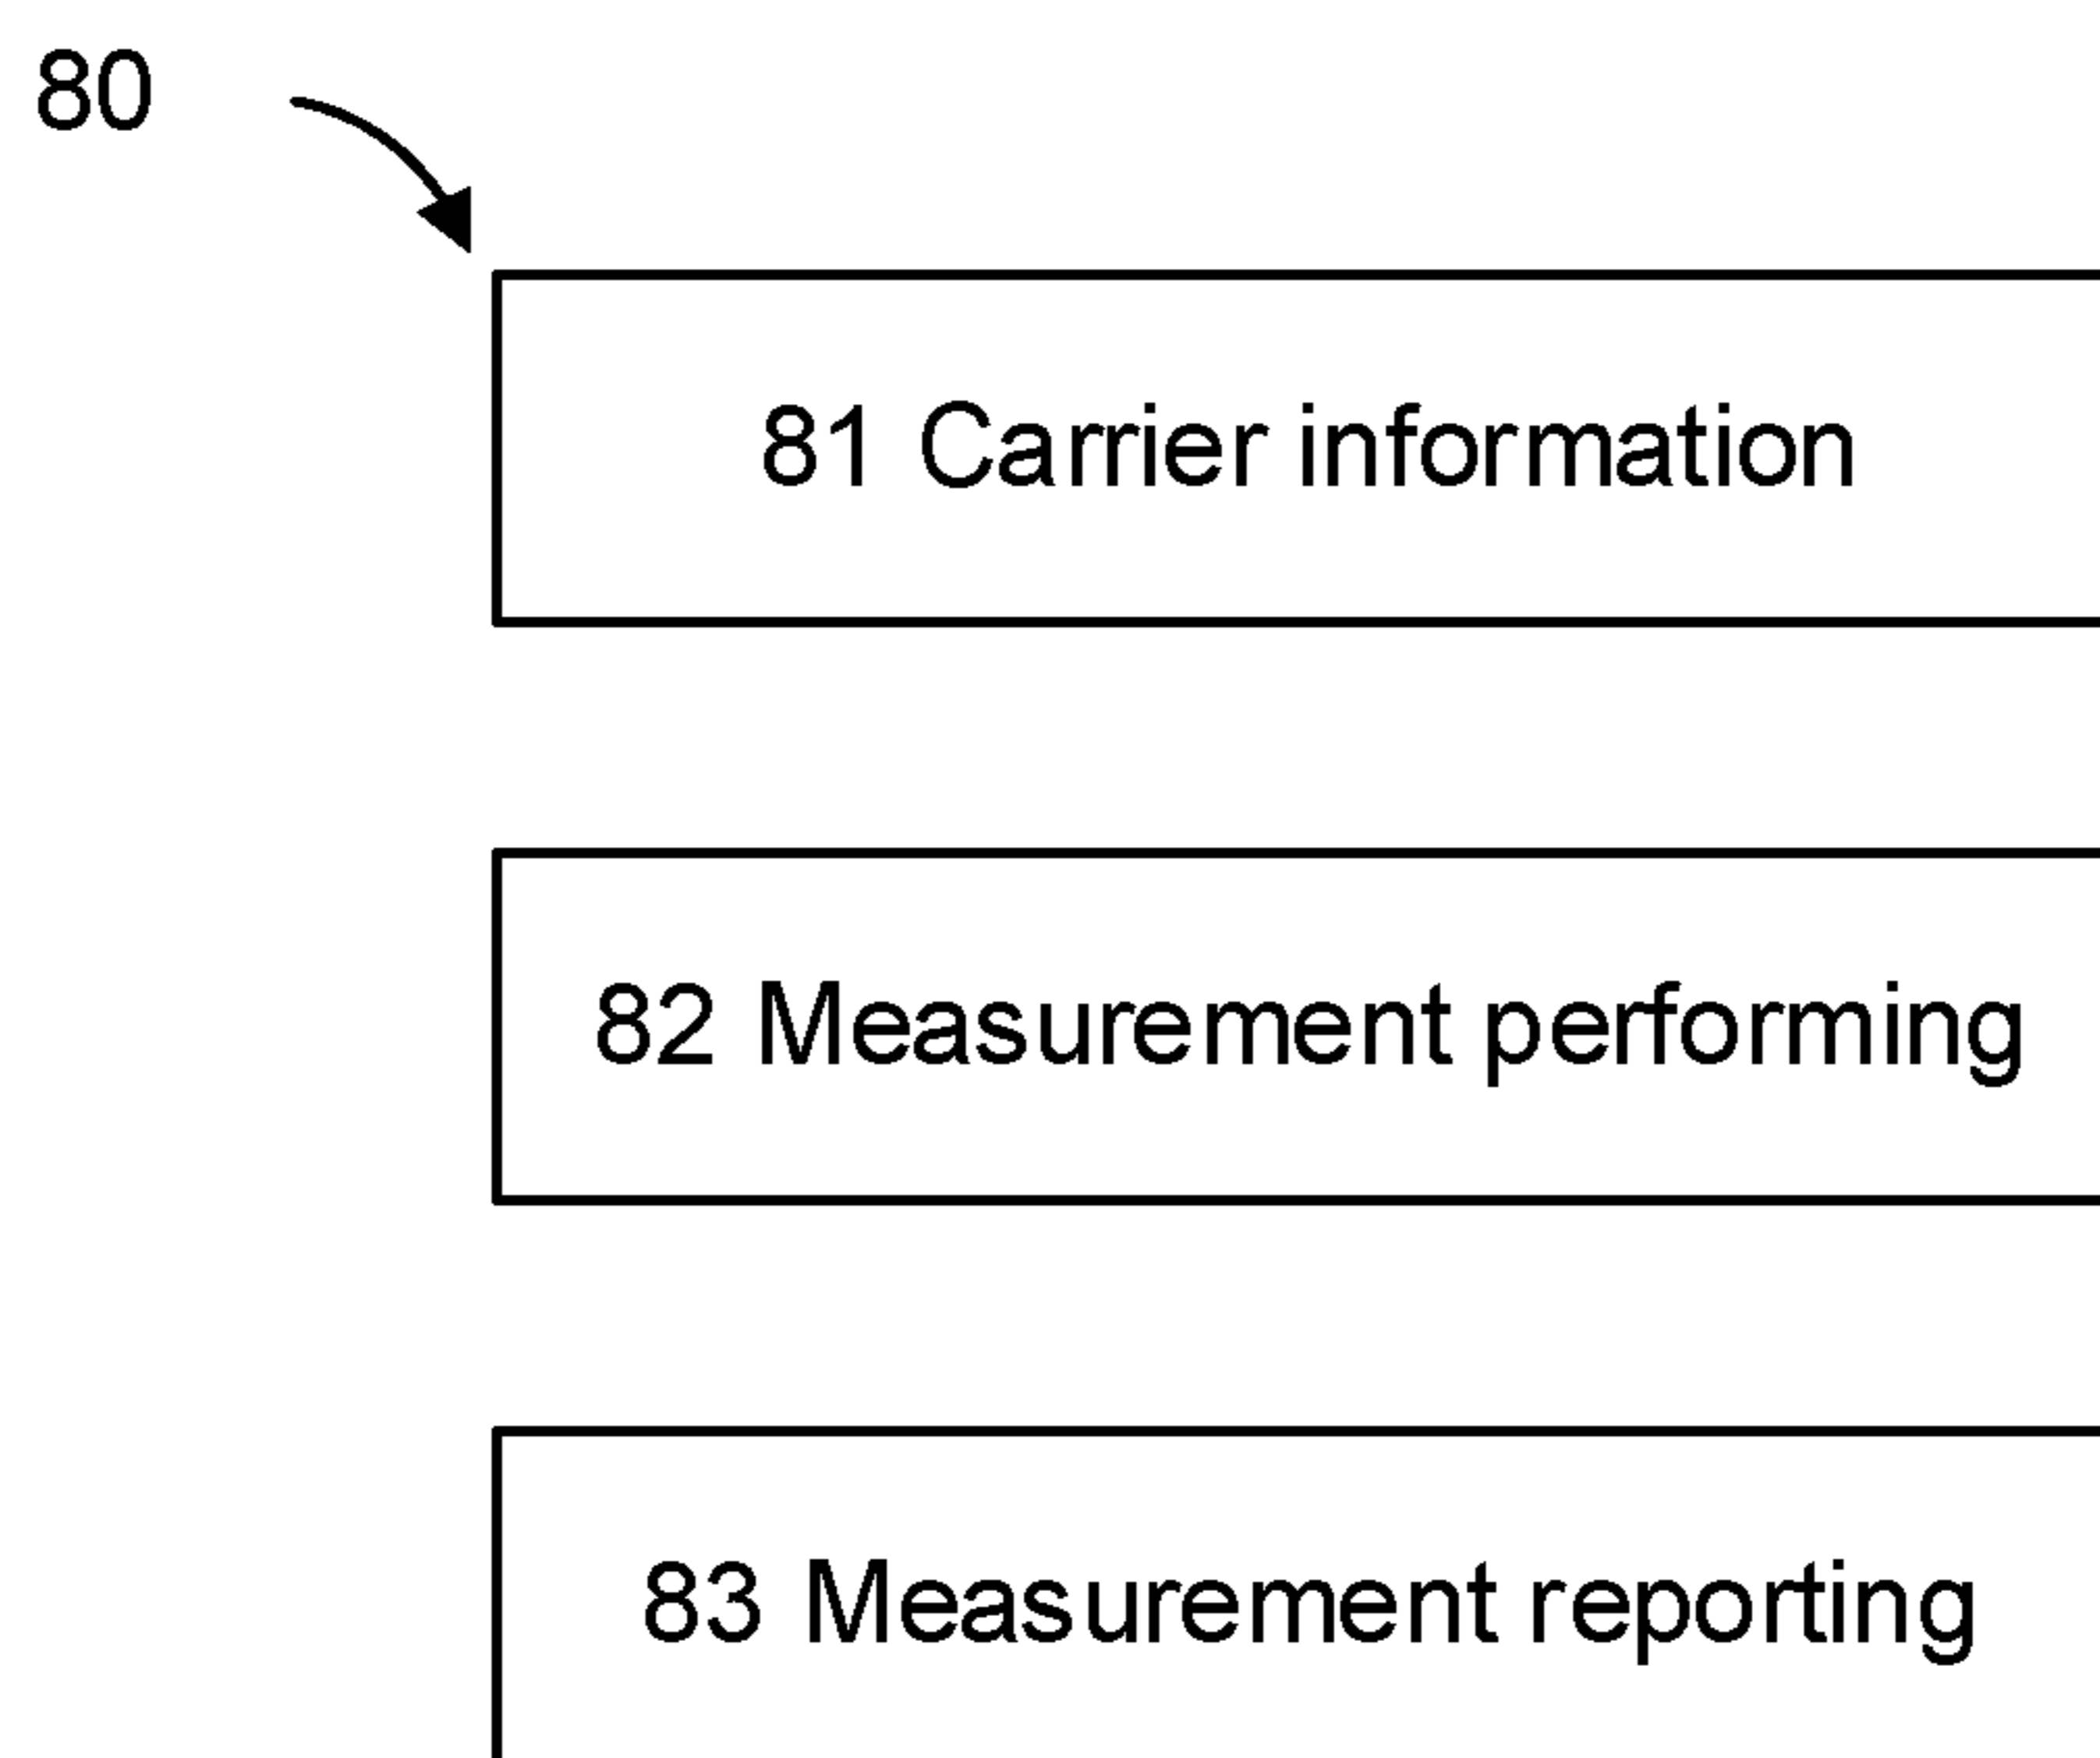 80
81 Carrier information
82 Measurement performing
83 Measurement reporting